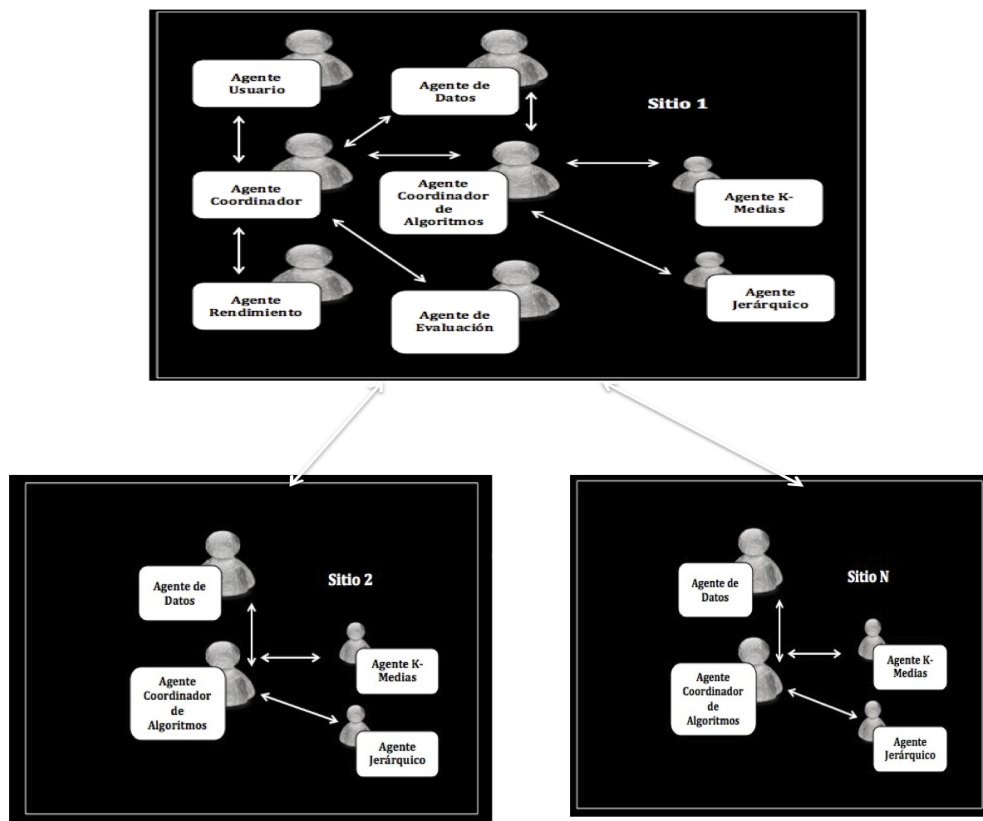 Agente
Usuario
Agente de
Datos
Sitio 1
Agente
Coordinador
Agente
Coordinador
de
Algoritmos
Agente K-
Medias
Agente
Rendimiento
Agente de
Evaluación
Agente
Jerárquico
Agente de
Datos
Sitio 2
Agente
Coordinador
de
Algoritmos
Agente K-
Medias
Agente
Jerárquico
Agente de
Datos
Sitio N
Agente
Coordinador
de
Algoritmos
Agente K-
Medias
Agente
Jerárquico